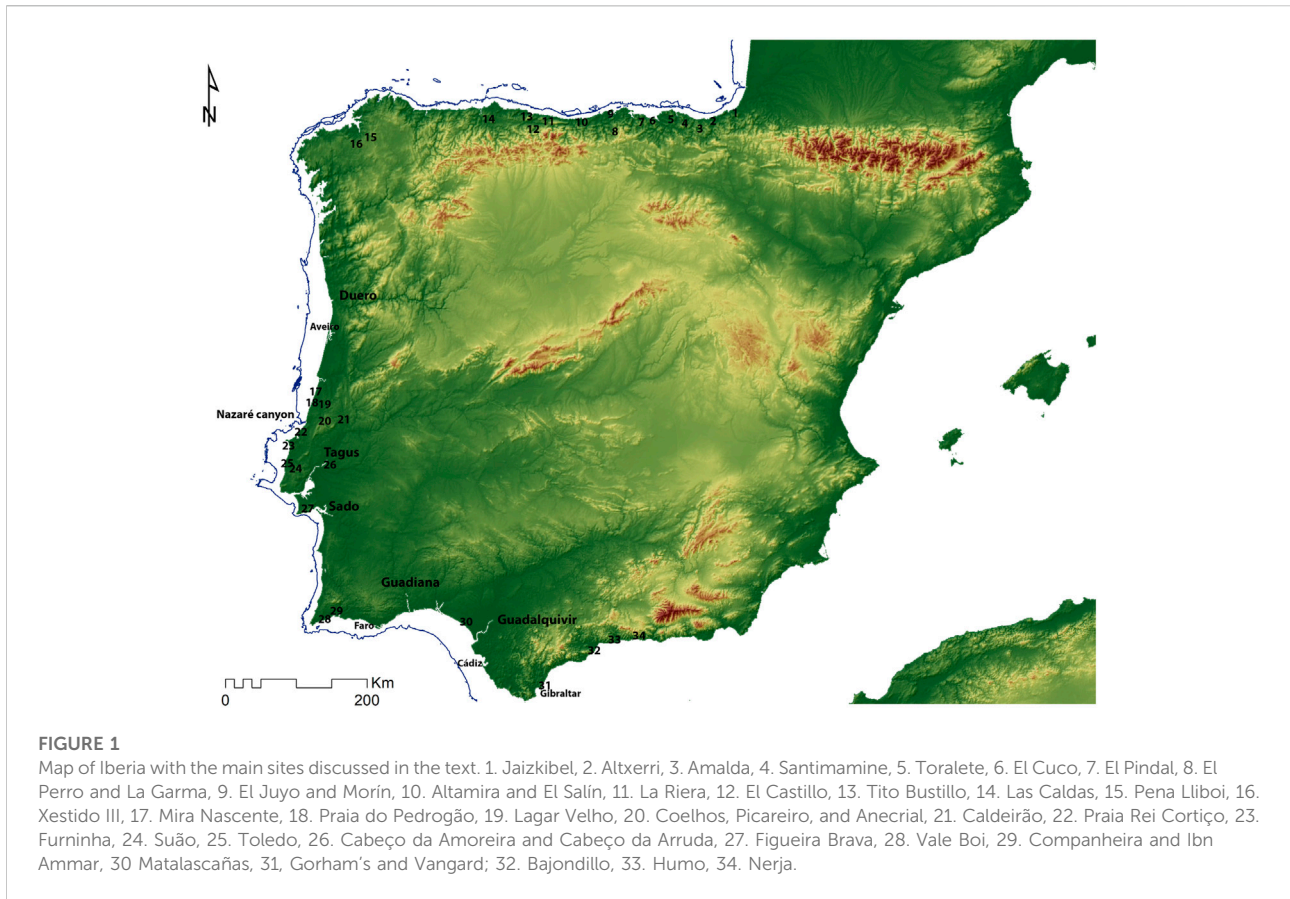 N
14
13
12
11
10
9
8
7
6
5
4
3
2
1
16
15
Duero
Aveiro
17
18
19
20
21
Nazaré canyon
22
23
Tagus
25
24
26
27
Sado
Guadiana
29
28
Faro
30
Guadalquivir
34
33
32
Cádiz
31
Gibraltar
Km
0
200
FIGURE 1
Map of Iberia with the main sites discussed in the text. 1. Jaizkibel, 2. Altxerri, 3. Amalda, 4. Santimamine, 5. Toralete, 6. El Cuco, 7. El Pindal, 8. El
Perro and La Garma, 9. El Juyo and Morín, 10. Altamira and El Salín, 11. La Riera, 12. El Castillo, 13. Tito Bustillo, 14. Las Caldas, 15. Pena Lliboi, 16.
Xestido III, 17. Mira Nascente, 18. Praia do Pedrogão, 19. Lagar Velho, 20. Coelhos, Picareiro, and Anecrial, 21. Caldeirão, 22. Praia Rei Cortiço, 23.
Furninha, 24. Suão, 25. Toledo, 26. Cabeço da Amoreira and Cabeço da Arruda, 27. Figueira Brava, 28. Vale Boi, 29. Companheira and Ibn
Ammar, 30 Matalascañas, 31, Gorham's and Vangard; 32. Bajondillo, 33. Humo, 34. Nerja.